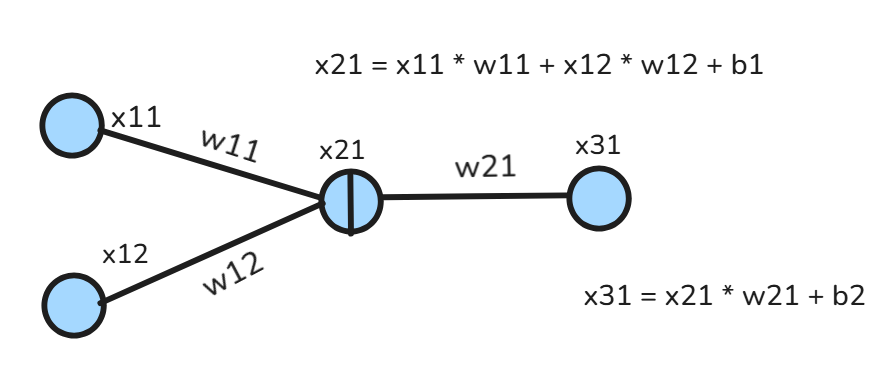 x21 = x11 * w11 + x12 * w12 + b1
x11
w11
x21
w21
x31
x12
w12
x31 = x21 * w21 + b2